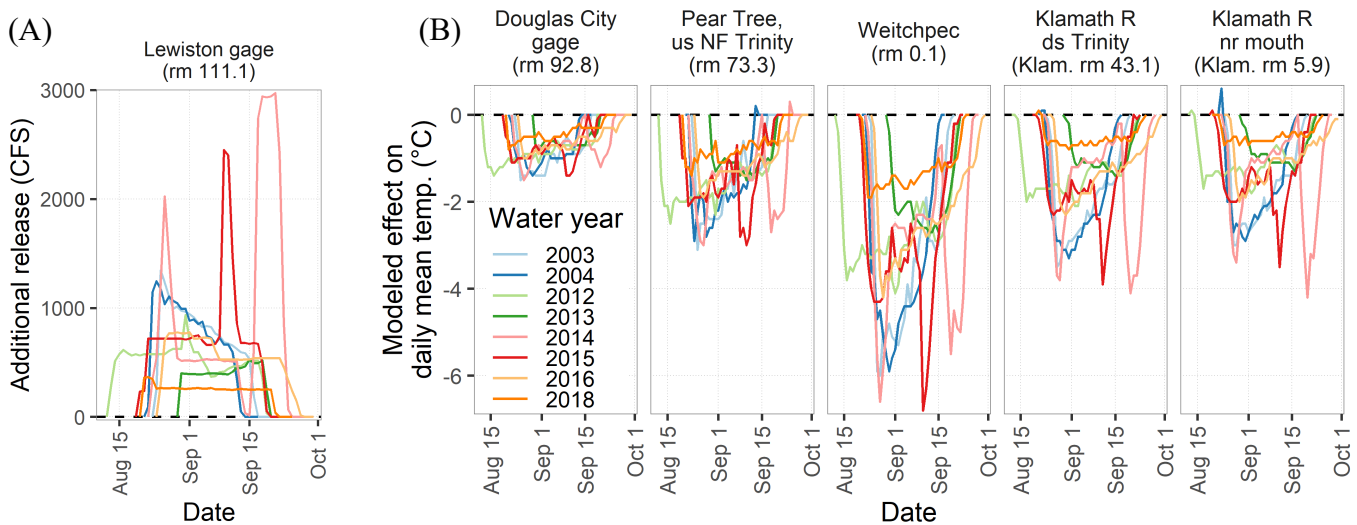 (A)
Lewiston gage
(rm 111.1)
Additional release (CFS)
3000
2000
1000
0
Aug 15
Sep 1
Sep 15
Oct 1
Date
(B)
Douglas City
gage
(rm 92.8)
Pear Tree,
us NF Trinity
(rm 73.3)
Weitchpec
(rm 0.1)
Klamath R
ds Trinity
(Klam. rm 43.1)
Klamath R
nr mouth
(Klam. rm 5.9)
Modeled effect on
daily mean temp. (°C)
0
-2
-4
-6
Water year
2003
2004
2012
2013
2014
2015
2016
2018
Aug 15
Sep 1
Sep 15
Oct 1
Aug 15
Sep 1
Sep 15
Oct 1
Aug 15
Sep 1
Sep 15
Oct 1
Aug 15
Sep 1
Sep 15
Oct 1
Aug 15
Sep 1
Sep 15
Oct 1
Date